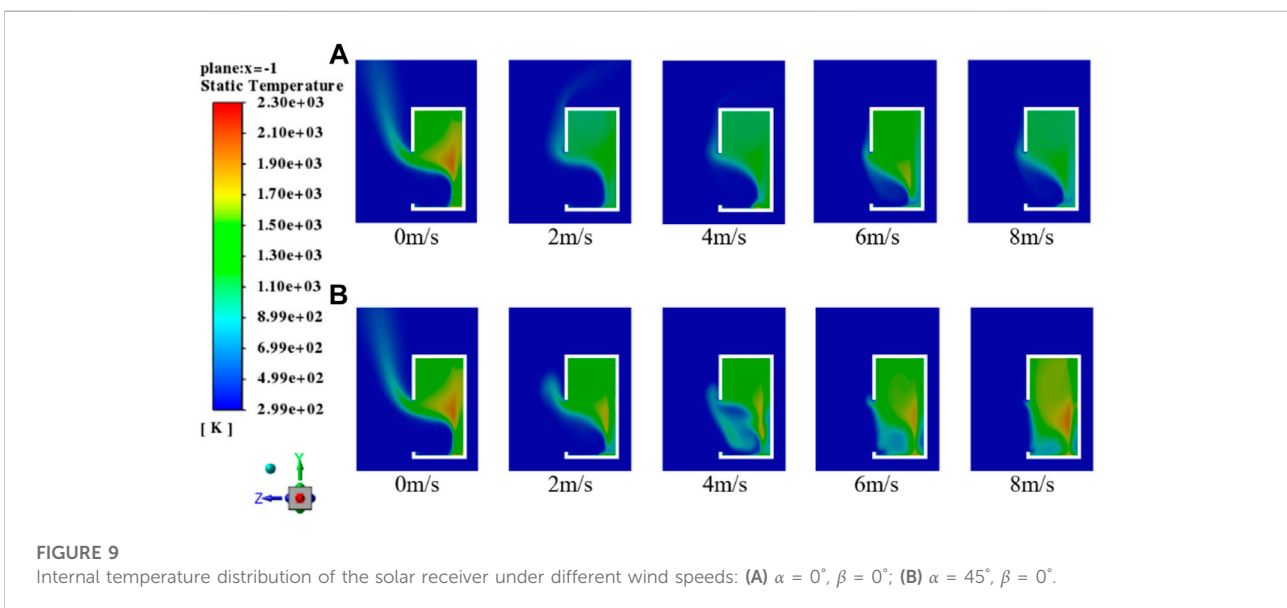 A
plane:x=-1
Static Temperature
2.30e+03
2.10e+03
1.90e+03
1.70e+03
1.50e+03
1.30e+03
1.10e+03
8.99e+02
6.99e+02
4.99e+02
2.99e+02
[ K ]
0m/s 2m/s 4m/s 6m/s 8m/s
B
0m/s 2m/s 4m/s 6m/s 8m/s
Y
Z
FIGURE 9
Internal temperature distribution of the solar receiver under different wind speeds: (A) α = 0°, β = 0°; (B) α = 45°, β = 0°.